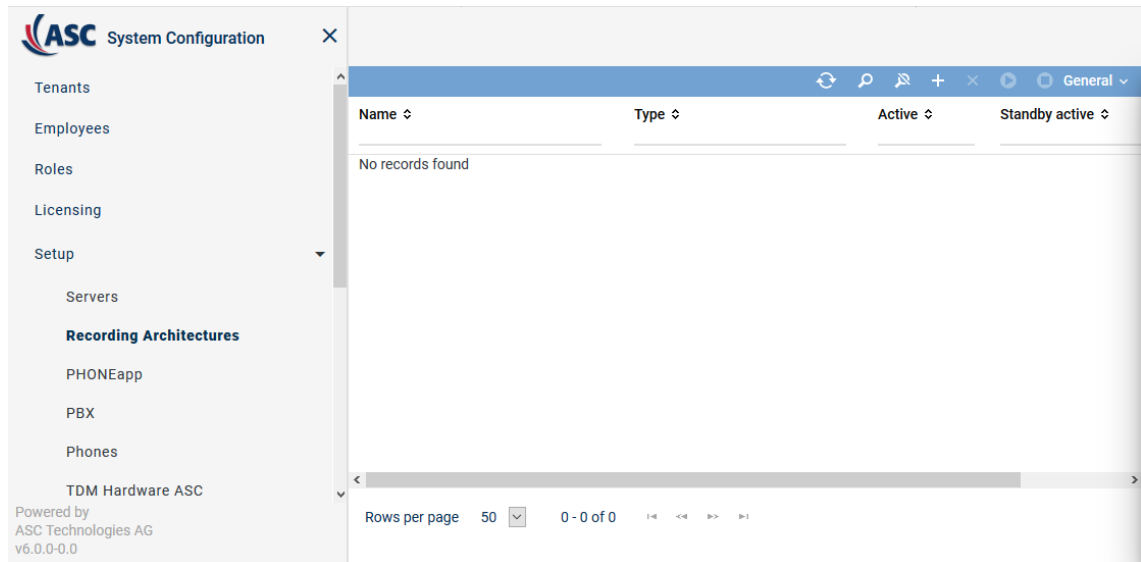 ASC System Configuration
Tenants
Employees
Roles
Licensing
Setup
Servers
Recording Architectures
PHONEapp
PBX
Phones
TDM Hardware ASC
Powered by
ASC Technologies AG
v6.0.0-0.0
General
Name Type Active Standby active
No records found
Rows per page 50 0 - 0 of 0